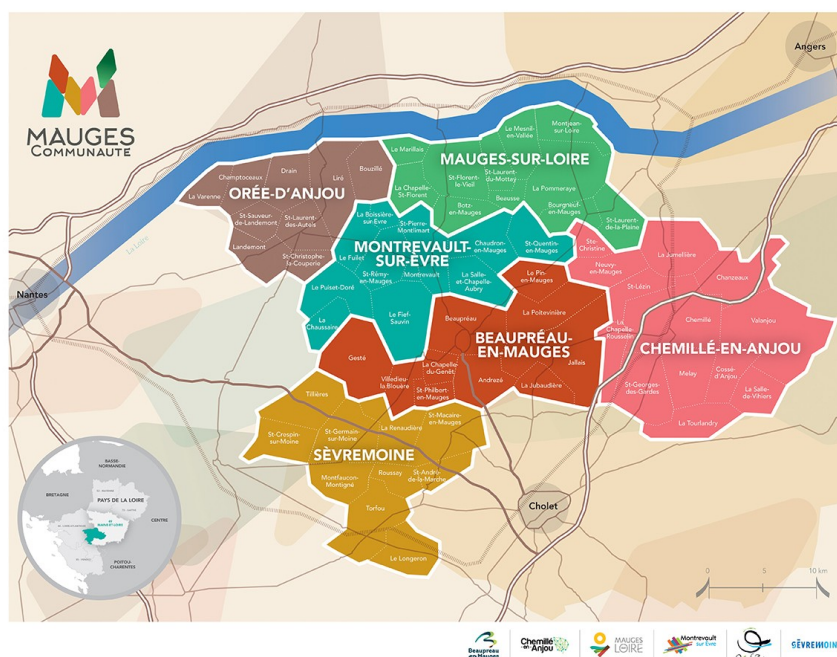 MAUGES
COMMUNAUTÉ
Angers
Nantes
Cholet
La Loire
ORÉE-D'ANJOU
Champtoceaux
Drain
Liré
Bouzillé
La Varenne
St-Sauveur-
de-Landemont
St-Laurent-
des-Autels
Landemont
St-Christophe-
la-Couperie
MAUGES-SUR-LOIRE
Le Marillais
Le Mesnil-
en-Vallée
Montjean-
sur-Loire
La Chapelle-
St-Florent
St-Florent-
le-Vieil
St-Laurent-
du-Mottay
La Pommeraye
Botz-
en-Mauges
Beausse
Bourgneuf-
en-Mauges
St-Laurent-
de-la-Plaine
MONTREVAULT-
SUR-ÈVRE
La Boissière-
sur-Èvre
St-Pierre-
Montlimart
Le Fuilet
St-Rémy-
en-Mauges
Montrevault
Chaudron-
en-Mauges
St-Quentin-
en-Mauges
La Salle-
et-Chapelle-
Aubry
Le Puiset-Doré
Le Fief-
Sauvin
La
Chaussaire
BEAUPRÉAU-
EN-MAUGES
Le Pin-
en-Mauges
Beaupréau
La Poitevinière
Gesté
Villedieu-
la-Blouère
La Chapelle-
du-Genêt
St-Philbert-
en-Mauges
Andrezé
La Jubaudière
Jallais
CHEMILLÉ-EN-ANJOU
Ste-
Christine
Neuvy-
en-Mauges
La Jumellière
Chanzeaux
St-Lézin
Chemillé
Valanjou
La
Chapelle-
Rousselin
St-Georges-
des-Gardes
Melay
Cossé-
d'Anjou
La Salle-
de-Vihiers
La Tourlandry
SÈVREMOINE
Tillières
St-Crespin-
sur-Moine
St-Germain-
sur-Moine
La Renaudière
St-Macaire-
en-Mauges
Montfaucon-
Montigné
Roussay
St-André-
de-la-Marche
Torfou
Le Longeron
BASSE-
NORMANDIE
BRETAGNE
PAYS DE LA LOIRE
CENTRE
POITOU-
CHARENTES
0 5 10 km
Beaupréau
en Mauges
Chemillé
en Anjou
MAUGES
LOIRE
Montrevault
sur Èvre
SÈVREMOINE